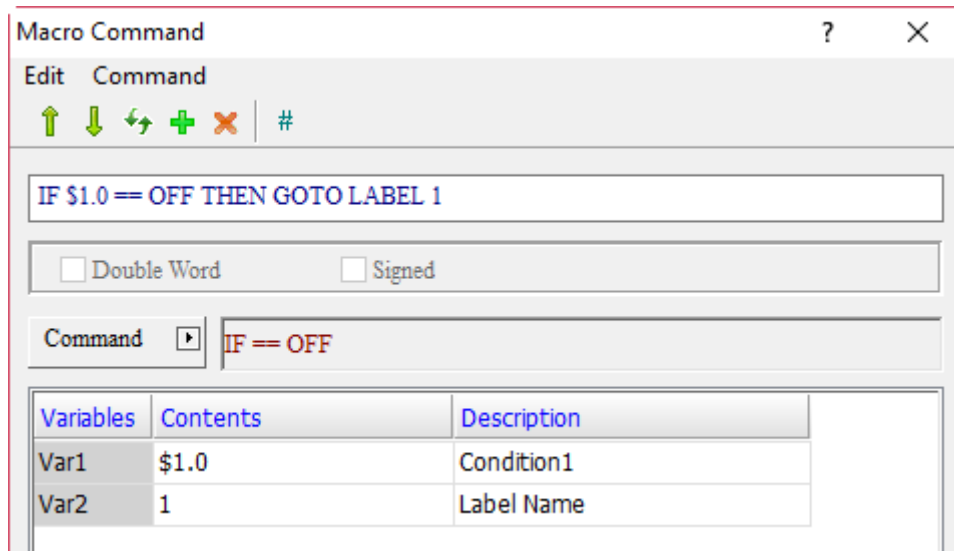 Macro Command ?
Edit Command
#
IF $1.0 == OFF THEN GOTO LABEL 1
Double Word Signed
Command IF == OFF
Variables Contents Description
Var1 $1.0 Condition1
Var2 1 Label Name